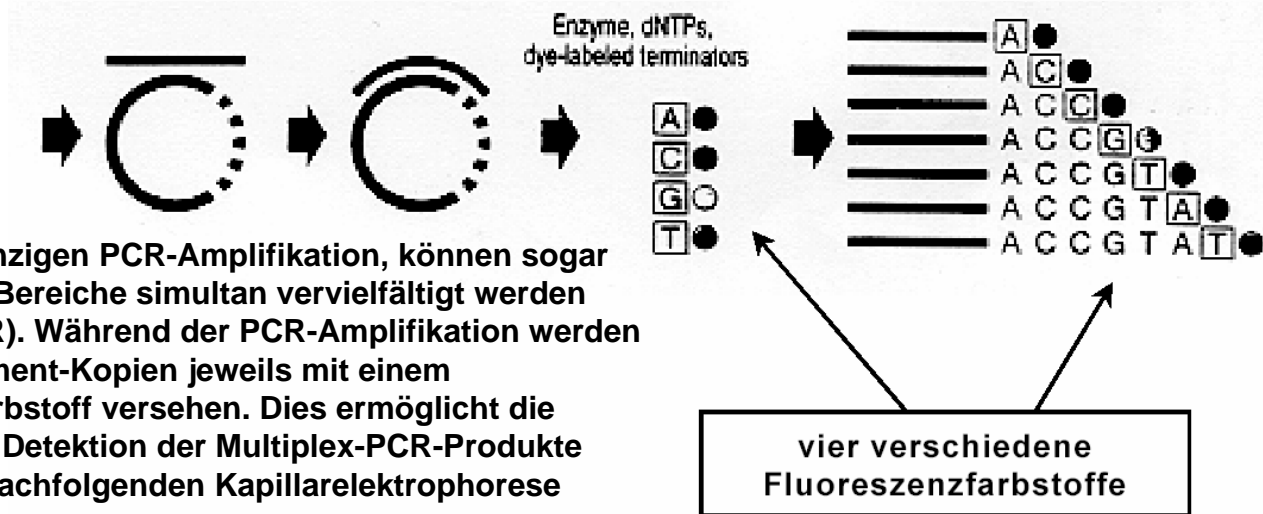 Enzyme, dNTPs,
dye-labeled terminators
A
C
G
T
A
A C
A C C
A C C G
A C C G T
A C C G T A
A C C G T A T
nzigen PCR-Amplifikation, können sogar
Bereiche simultan vervielfältigt werden
R). Während der PCR-Amplifikation werden
ment-Kopien jeweils mit einem
rbstoff versehen. Dies ermöglicht die
Detektion der Multiplex-PCR-Produkte
achfolgenden Kapillarelektrophorese
vier verschiedene
Fluoreszenzfarbstoffe